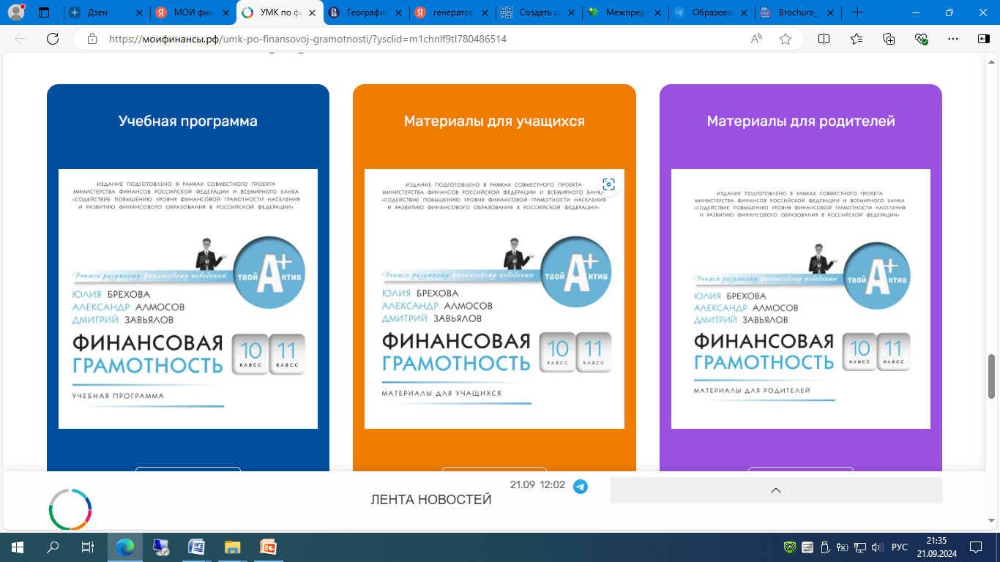 Дзен
МОИ фин
УМК по ф
Географи
генератор
Создать со
Межпред
Образова
Brochura_
https://моифинансы.рф/umk-po-finansovoj-gramotnosti/?ysclid=m1chnlf9tl780486514
Учебная программа
ИЗДАНИЕ ПОДГОТОВЛЕНО В РАМКАХ СОВМЕСТНОГО ПРОЕКТА
МИНИСТЕРСТВА ФИНАНСОВ РОССИЙСКОЙ ФЕДЕРАЦИИ И ВСЕМИРНОГО БАНКА
«СОДЕЙСТВИЕ ПОВЫШЕНИЮ УРОВНЯ ФИНАНСОВОЙ ГРАМОТНОСТИ НАСЕЛЕНИЯ
И РАЗВИТИЮ ФИНАНСОВОГО ОБРАЗОВАНИЯ В РОССИЙСКОЙ ФЕДЕРАЦИИ»
Учимся разумному финансовому поведению
твой А+ктив
ЮЛИЯ БРЕХОВА
АЛЕКСАНДР АЛМОСОВ
ДМИТРИЙ ЗАВЬЯЛОВ
ФИНАНСОВАЯ
ГРАМОТНОСТЬ
10 11
класс класс
УЧЕБНАЯ ПРОГРАММА
Материалы для учащихся
ИЗДАНИЕ ПОДГОТОВЛЕНО В РАМКАХ СОВМЕСТНОГО ПРОЕКТА
МИНИСТЕРСТВА ФИНАНСОВ РОССИЙСКОЙ ФЕДЕРАЦИИ И ВСЕМИРНОГО БАНКА
«СОДЕЙСТВИЕ ПОВЫШЕНИЮ УРОВНЯ ФИНАНСОВОЙ ГРАМОТНОСТИ НАСЕЛЕНИЯ
И РАЗВИТИЮ ФИНАНСОВОГО ОБРАЗОВАНИЯ В РОССИЙСКОЙ ФЕДЕРАЦИИ»
Учимся разумному финансовому поведению
твой А+ктив
ЮЛИЯ БРЕХОВА
АЛЕКСАНДР АЛМОСОВ
ДМИТРИЙ ЗАВЬЯЛОВ
ФИНАНСОВАЯ
ГРАМОТНОСТЬ
10 11
класс класс
МАТЕРИАЛЫ ДЛЯ УЧАЩИХСЯ
Материалы для родителей
ИЗДАНИЕ ПОДГОТОВЛЕНО В РАМКАХ СОВМЕСТНОГО ПРОЕКТА
МИНИСТЕРСТВА ФИНАНСОВ РОССИЙСКОЙ ФЕДЕРАЦИИ И ВСЕМИРНОГО БАНКА
«СОДЕЙСТВИЕ ПОВЫШЕНИЮ УРОВНЯ ФИНАНСОВОЙ ГРАМОТНОСТИ НАСЕЛЕНИЯ
И РАЗВИТИЮ ФИНАНСОВОГО ОБРАЗОВАНИЯ В РОССИЙСКОЙ ФЕДЕРАЦИИ»
Учимся разумному финансовому поведению
твой А+ктив
ЮЛИЯ БРЕХОВА
АЛЕКСАНДР АЛМОСОВ
ДМИТРИЙ ЗАВЬЯЛОВ
ФИНАНСОВАЯ
ГРАМОТНОСТЬ
10 11
класс класс
МАТЕРИАЛЫ ДЛЯ РОДИТЕЛЕЙ
21.09 12:02
ЛЕНТА НОВОСТЕЙ
РУС
21:35
21.09.2024